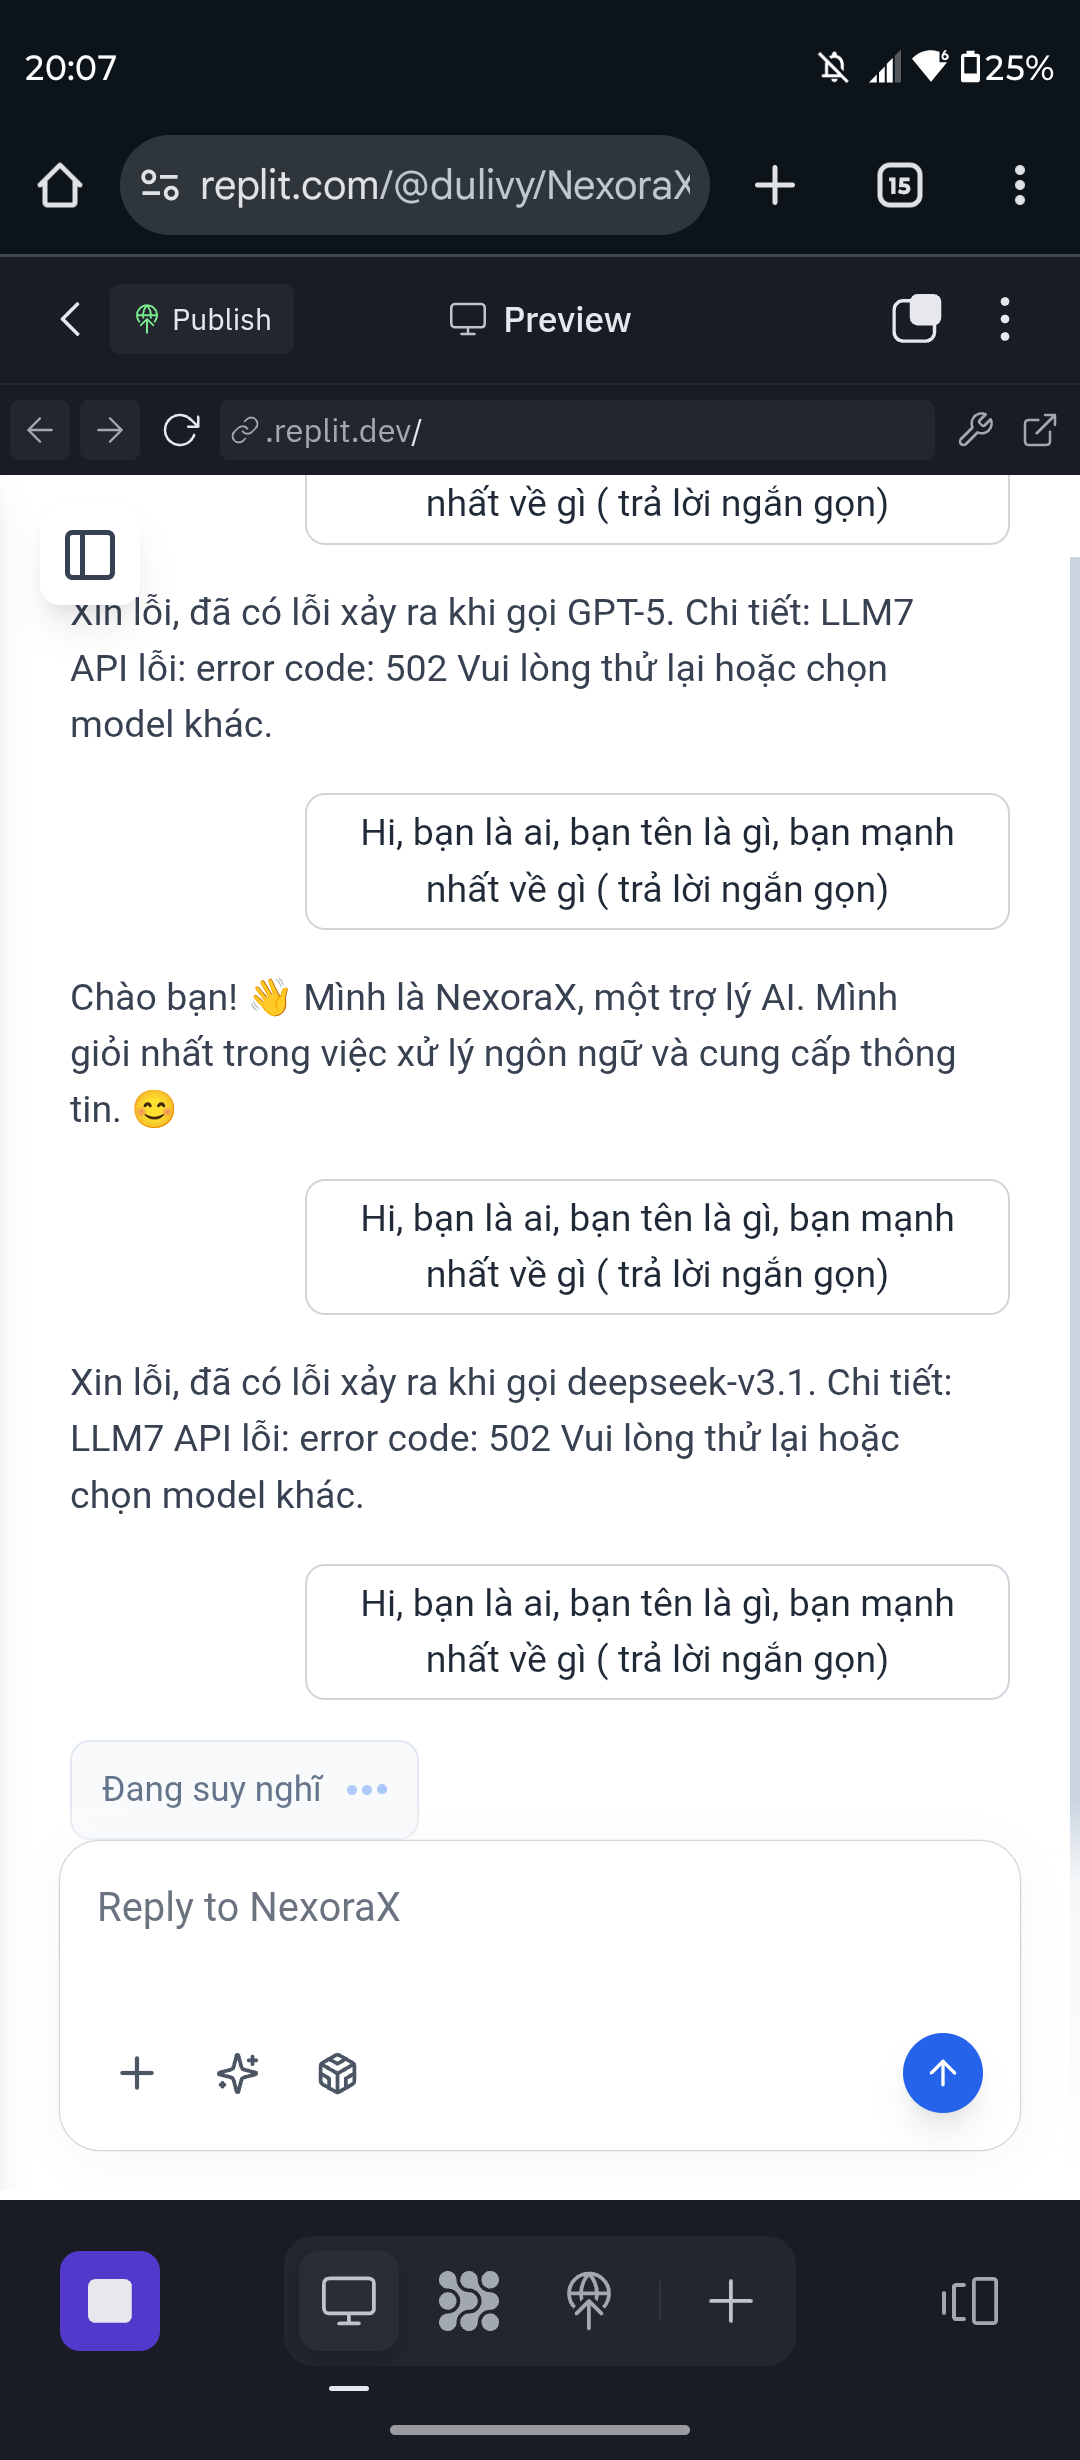 20:07
6
25%
replit.com/@dulivy/NexoraX
15
Publish
Preview
.replit.dev/
nhất về gì ( trả lời ngắn gọn)
Xin lỗi, đã có lỗi xảy ra khi gọi GPT-5. Chi tiết: LLM7
API lỗi: error code: 502 Vui lòng thử lại hoặc chọn
model khác.
Hi, bạn là ai, bạn tên là gì, bạn mạnh
nhất về gì ( trả lời ngắn gọn)
Chào bạn! 👋 Mình là NexoraX, một trợ lý AI. Mình
giỏi nhất trong việc xử lý ngôn ngữ và cung cấp thông
tin. 😊
Hi, bạn là ai, bạn tên là gì, bạn mạnh
nhất về gì ( trả lời ngắn gọn)
Xin lỗi, đã có lỗi xảy ra khi gọi deepseek-v3.1. Chi tiết:
LLM7 API lỗi: error code: 502 Vui lòng thử lại hoặc
chọn model khác.
Hi, bạn là ai, bạn tên là gì, bạn mạnh
nhất về gì ( trả lời ngắn gọn)
Đang suy nghĩ
Reply to NexoraX